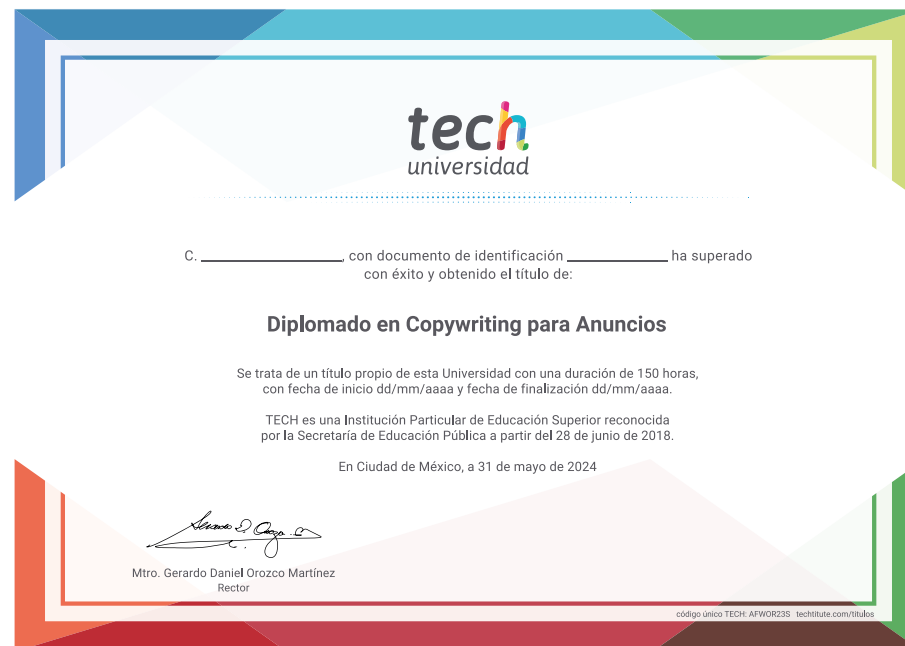 tech
universidad
C. ____________, con documento de identificación ____________ ha superado
con éxito y obtenido el título de:
Diplomado en Copywriting para Anuncios
Se trata de un título propio de esta Universidad con una duración de 150 horas,
con fecha de inicio dd/mm/aaaa y fecha de finalización dd/mm/aaaa.
TECH es una Institución Particular de Educación Superior reconocida
por la Secretaría de Educación Pública a partir del 28 de junio de 2018.
En Ciudad de México, a 31 de mayo de 2024
Mtro. Gerardo Daniel Orozco Martínez
Rector
código único TECH: AFWOR23S techtitute.com/títulos